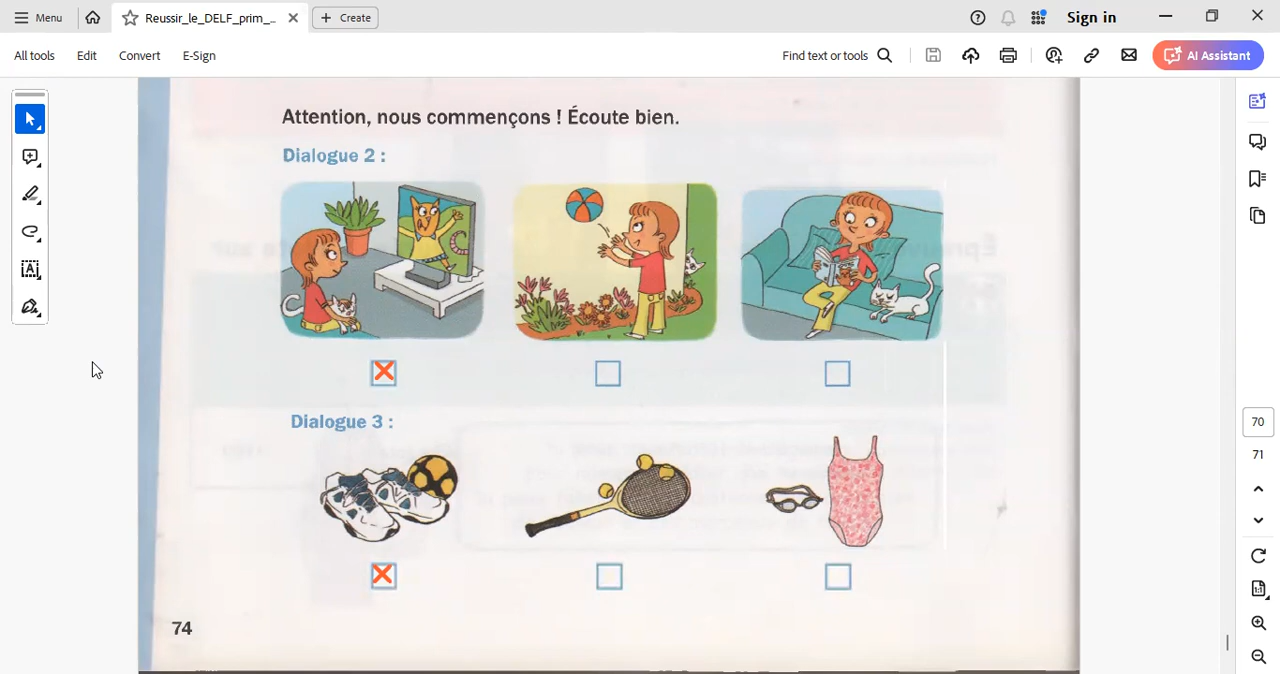 Menu
Reussir_le_DELF_prim_...
Create
Sign in
All tools
Edit
Convert
E-Sign
Find text or tools
AI Assistant
Attention, nous commençons ! Écoute bien.
Dialogue 2 :
Dialogue 3 :
74
70
71